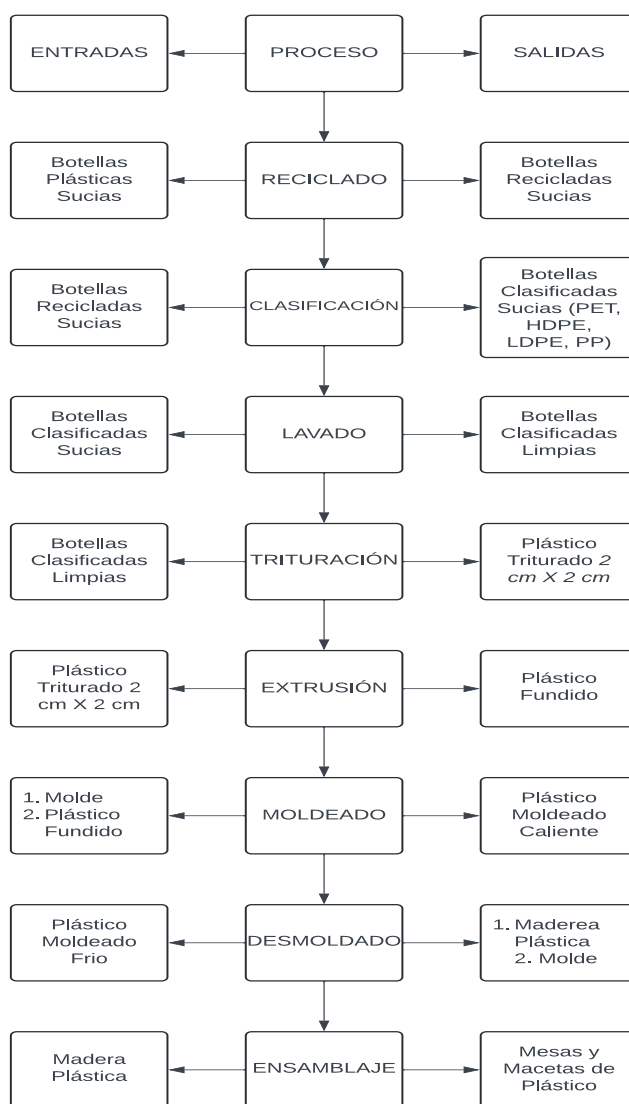 ENTRADAS
PROCESO
SALIDAS
Botellas
Plásticas
Sucias
RECICLADO
Botellas
Recicladas
Sucias
Botellas
Recicladas
Sucias
CLASIFICACIÓN
Botellas
Clasificadas
Sucias (PET,
HDPE,
LDPE, PP)
Botellas
Clasificadas
Sucias
LAVADO
Botellas
Clasificadas
Limpias
Botellas
Clasificadas
Limpias
TRITURACIÓN
Plástico
Triturado 2
cm X 2 cm
Plástico
Triturado 2
cm X 2 cm
EXTRUSIÓN
Plástico
Fundido
1. Molde
2. Plástico
Fundido
MOLDEADO
Plástico
Moldeado
Caliente
Plástico
Moldeado
Frio
DESMOLDADO
1. Maderea
Plástica
2. Molde
Madera
Plástica
ENSAMBLAJE
Mesas y
Macetas de
Plástico